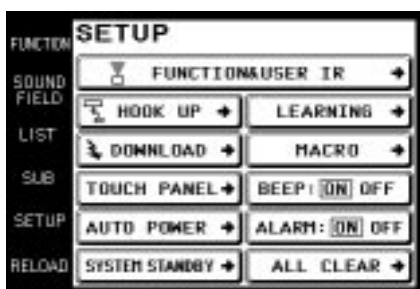 FUNCTION
SOUND
FIELD
LIST
SUB
SETUP
RELOAD
SETUP
FUNCTION&USER IR
HOOK UP
LEARNING
DOWNLOAD
MACRO
TOUCH PANEL
BEEP: ON OFF
AUTO POWER
ALARM: ON OFF
SYSTEM STANDBY
ALL CLEAR